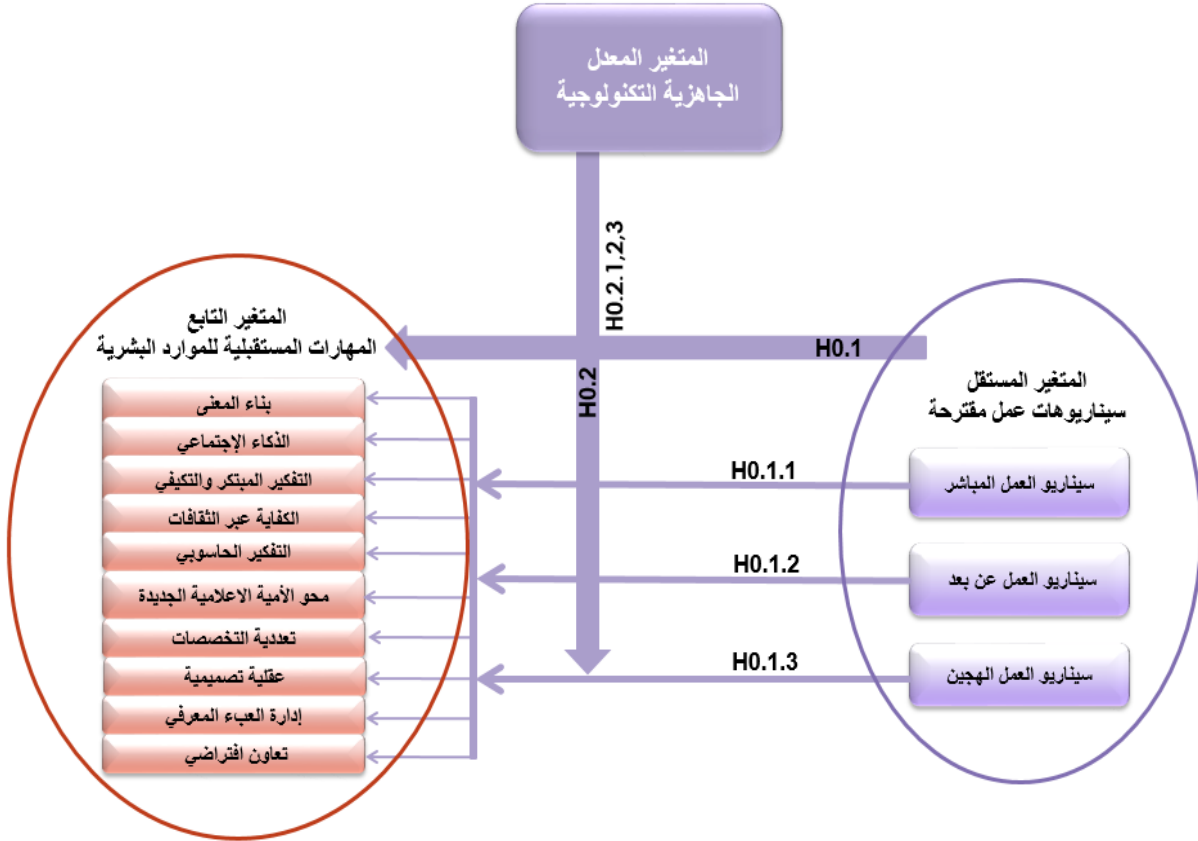 المتغير المعدل
الجاهزية التكنولوجية
H0.2.1,2,3
H0.2
H0.1
المتغير المستقل
سيناريوهات عمل مقترحة
سيناريو العمل المباشر
سيناريو العمل عن بعد
سيناريو العمل الهجين
H0.1.1
H0.1.2
H0.1.3
المتغير التابع
المهارات المستقبلية للموارد البشرية
بناء المعنى
الذكاء الإجتماعي
التفكير المبتكر والتكيفي
الكفاية عبر الثقافات
التفكير الحاسوبي
محو الأمية الاعلامية الجديدة
تعددية التخصصات
عقلية تصميمية
إدارة العبء المعرفي
تعاون افتراضي